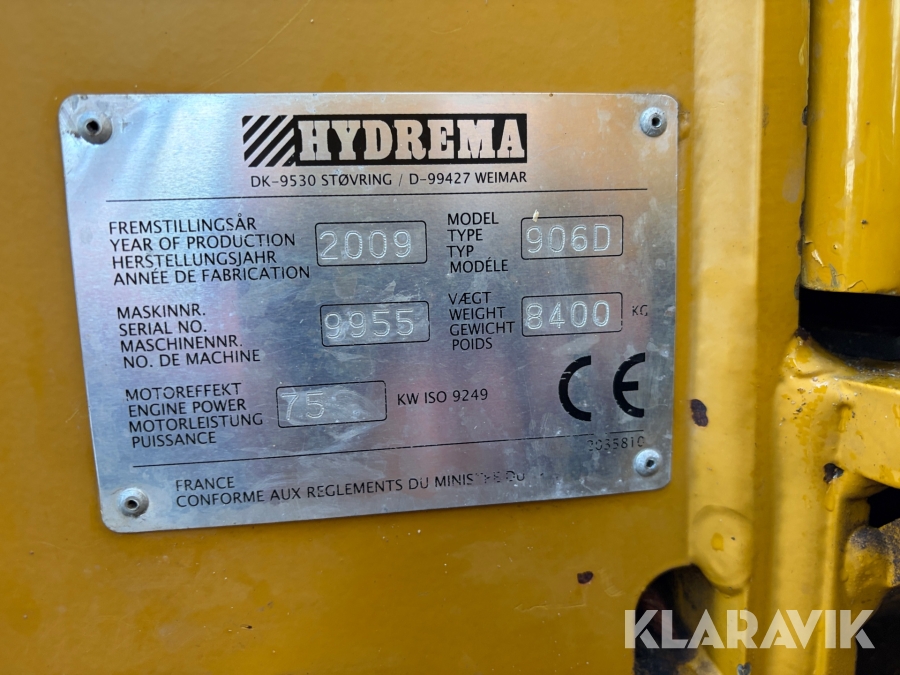 HYDREMA
DK-9530 STØVRING / D-99427 WEIMAR
FREMSTILLINGSÅR
YEAR OF PRODUCTION
HERSTELLUNGSJAHR
ANNÉE DE FABRICATION
2009
MODEL
TYPE
TYP
MODÉLE
906D
MASKINNR.
SERIAL NO.
MASCHINENNR.
NO. DE MACHINE
9955
VÆGT
WEIGHT
GEWICHT
POIDS
8400
KG
MOTOREFFEKT
ENGINE POWER
MOTORLEISTUNG
PUISSANCE
75
KW ISO 9249
CE
FRANCE
CONFORME AUX REGLEMENTS DU
KLARAVIK